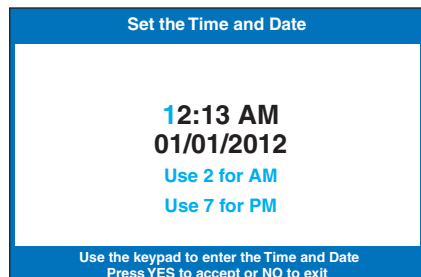 Set the Time and Date
12:13 AM
01/01/2012
Use 2 for AM
Use 7 for PM
Use the keypad to enter the Time and Date
Press YES to accept or NO to exit